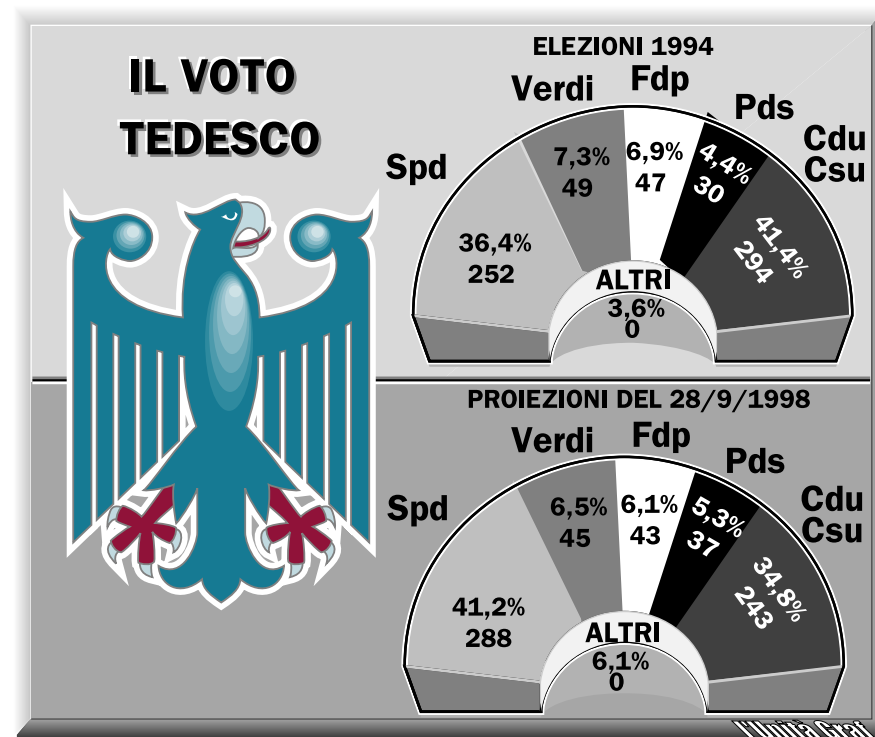 IL VOTO
TEDESCO
ELEZIONI 1994
Spd
Verdi
Fdp
Pds
Cdu
Csu
36,4%
252
7,3%
49
6,9%
47
4,4%
30
41,4%
294
ALTRI
3,6%
0
PROIEZIONI DEL 28/9/1998
Spd
Verdi
Fdp
Pds
Cdu
Csu
41,2%
288
6,5%
45
6,1%
43
5,3%
37
34,8%
243
ALTRI
6,1%
0
L'Unità Graf